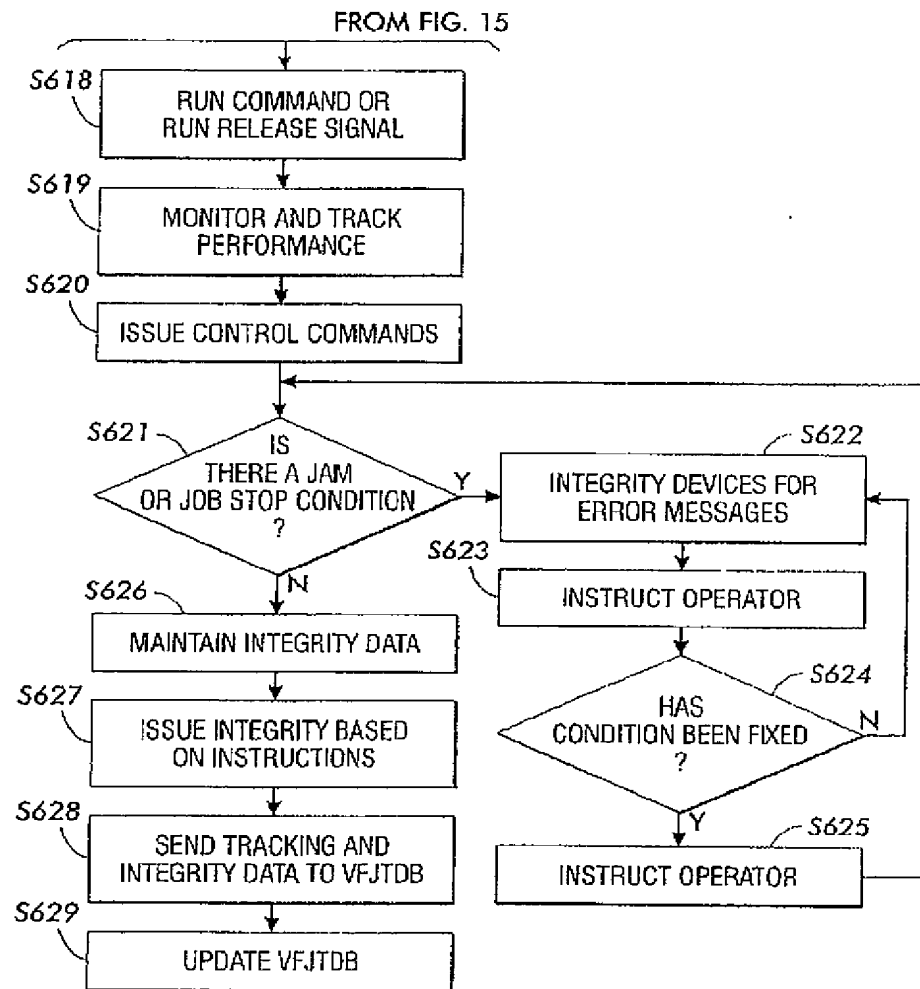 FROM FIG. 15
S618
RUN COMMAND OR
RUN RELEASE SIGNAL
S619
MONITOR AND TRACK
PERFORMANCE
S620
ISSUE CONTROL COMMANDS
S621
IS
THERE A JAM
OR JOB STOP CONDITION
?
Y
N
S622
INTEGRITY DEVICES FOR
ERROR MESSAGES
S623
INSTRUCT OPERATOR
S624
HAS
CONDITION BEEN FIXED
?
N
Y
S625
INSTRUCT OPERATOR
S626
MAINTAIN INTEGRITY DATA
S627
ISSUE INTEGRITY BASED
ON INSTRUCTIONS
S628
SEND TRACKING AND
INTEGRITY DATA TO VFJTDB
S629
UPDATE VFJTDB